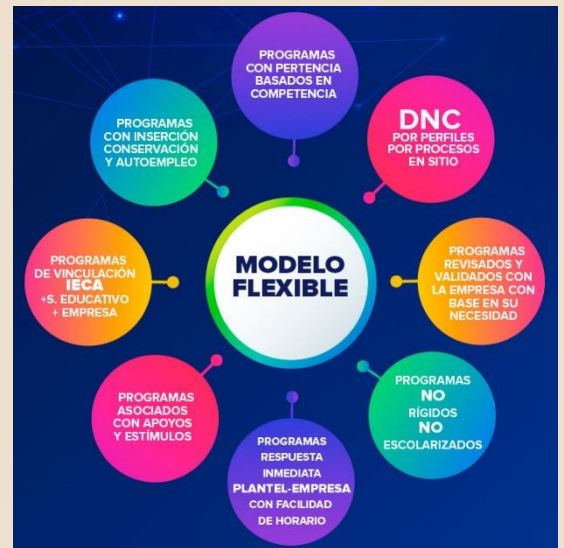 PROGRAMAS
CON PERTENCIA
BASADOS EN
COMPETENCIA
DNC
POR PERFILES
POR PROCESOS
EN SITIO
PROGRAMAS
REVISADOS Y
VALIDADOS CON
LA EMPRESA CON
BASE EN SU
NECESIDAD
PROGRAMAS
NO
RÍGIDOS
NO
ESCOLARIZADOS
PROGRAMAS
RESPUESTA
INMEDIATA
PLANTEL-EMPRESA
CON FACILIDAD
DE HORARIO
PROGRAMAS
ASOCIADOS
CON APOYOS
Y ESTÍMULOS
PROGRAMAS
DE VINCULACIÓN
IECA
+S. EDUCATIVO
+ EMPRESA
PROGRAMAS
CON INSERCIÓN
CONSERVACIÓN
Y AUTOEMPLEO
MODELO
FLEXIBLE